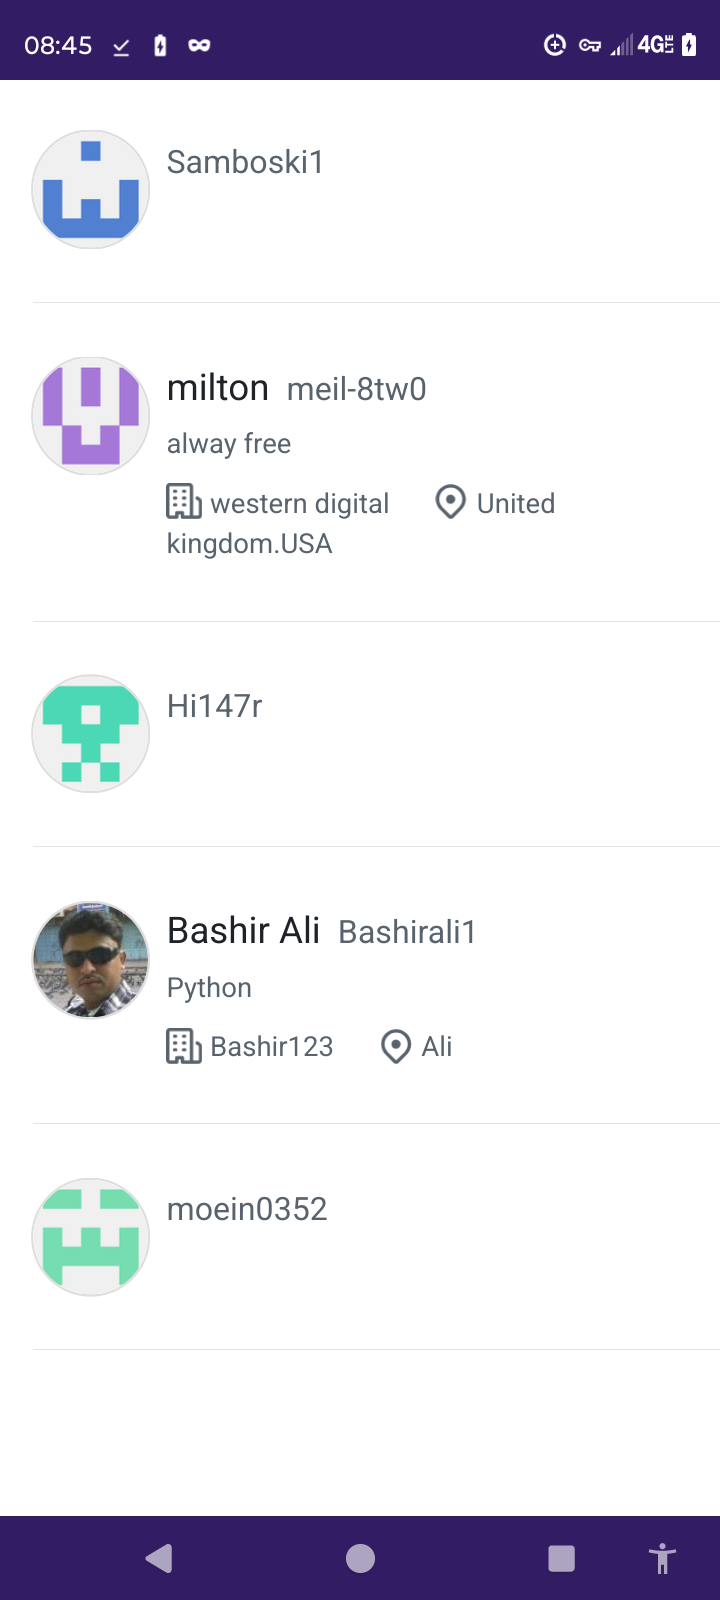 08:45
4G LTE
Samboski1
milton meil-8tw0
alway free
western digital United
kingdom.USA
Hi147r
Bashir Ali Bashirali1
Python
Bashir123 Ali
moein0352